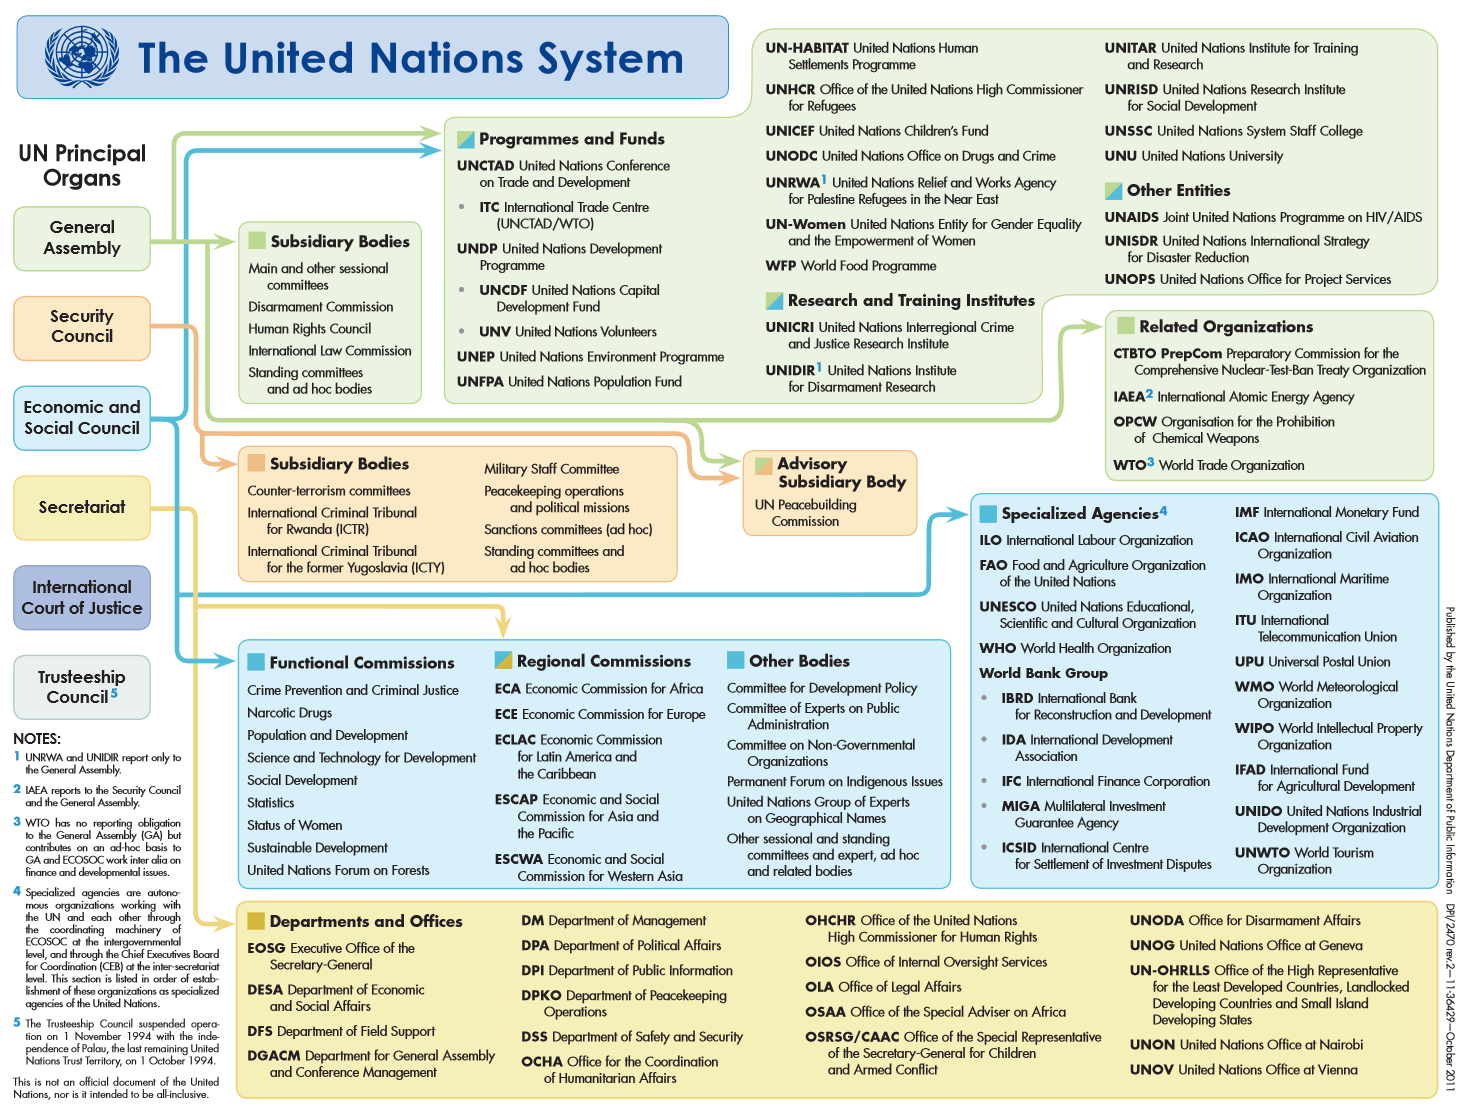 The United Nations System
UN Principal
Organs
General
Assembly
Security
Council
Economic and
Social Council
Secretariat
International
Court of Justice
Trusteeship
Council 5
NOTES:
1 UNRWA and UNIDIR report only to
the General Assembly.
2 IAEA reports to the Security Council
and the General Assembly.
3 WTO has no reporting obligation
to the General Assembly (GA) but
contributes on an ad-hoc basis to
GA and ECOSOC work inter alia on
finance and developmental issues.
4 Specialized agencies are autono-
mous organizations working with
the UN and each other through
the coordinating machinery of
ECOSOC at the intergovernmental
level, and through the Chief Executives Board
for Coordination (CEB) at the inter-secretariat
level. This section is listed in order of estab-
lishment of these organizations as specialized
agencies of the United Nations.
5 The Trusteeship Council suspended opera-
tion on 1 November 1994 with the inde-
pendence of Palau, the last remaining United
Nations Trust Territory, on 1 October 1994.
This is not an official document of the United
Nations, nor is it intended to be all-inclusive.
Subsidiary Bodies
Main and other sessional
committees
Disarmament Commission
Human Rights Council
International Law Commission
Standing committees
and ad hoc bodies
Programmes and Funds
UNCTAD United Nations Conference
on Trade and Development
• ITC International Trade Centre
(UNCTAD/WTO)
UNDP United Nations Development
Programme
• UNCDF United Nations Capital
Development Fund
• UNV United Nations Volunteers
UNEP United Nations Environment Programme
UNFPA United Nations Population Fund
UN-HABITAT United Nations Human
Settlements Programme
UNHCR Office of the United Nations High Commissioner
for Refugees
UNICEF United Nations Children's Fund
UNODC United Nations Office on Drugs and Crime
UNRWA1 United Nations Relief and Works Agency
for Palestine Refugees in the Near East
UN-Women United Nations Entity for Gender Equality
and the Empowerment of Women
WFP World Food Programme
Research and Training Institutes
UNICRI United Nations Interregional Crime
and Justice Research Institute
UNIDIR1 United Nations Institute
for Disarmament Research
UNITAR United Nations Institute for Training
and Research
UNRISD United Nations Research Institute
for Social Development
UNSSC United Nations System Staff College
UNU United Nations University
Other Entities
UNAIDS Joint United Nations Programme on HIV/AIDS
UNISDR United Nations International Strategy
for Disaster Reduction
UNOPS United Nations Office for Project Services
Related Organizations
CTBTO PrepCom Preparatory Commission for the
Comprehensive Nuclear-Test-Ban Treaty Organization
IAEA2 International Atomic Energy Agency
OPCW Organisation for the Prohibition
of Chemical Weapons
WTO3 World Trade Organization
Subsidiary Bodies
Counter-terrorism committees
International Criminal Tribunal
for Rwanda (ICTR)
International Criminal Tribunal
for the former Yugoslavia (ICTY)
Military Staff Committee
Peacekeeping operations
and political missions
Sanctions committees (ad hoc)
Standing committees and
ad hoc bodies
Advisory
Subsidiary Body
UN Peacebuilding
Commission
Specialized Agencies4
ILO International Labour Organization
FAO Food and Agriculture Organization
of the United Nations
UNESCO United Nations Educational,
Scientific and Cultural Organization
WHO World Health Organization
World Bank Group
• IBRD International Bank
for Reconstruction and Development
• IDA International Development
Association
• IFC International Finance Corporation
• MIGA Multilateral Investment
Guarantee Agency
• ICSID International Centre
for Settlement of Investment Disputes
IMF International Monetary Fund
ICAO International Civil Aviation
Organization
IMO International Maritime
Organization
ITU International
Telecommunication Union
UPU Universal Postal Union
WMO World Meteorological
Organization
WIPO World Intellectual Property
Organization
IFAD International Fund
for Agricultural Development
UNIDO United Nations Industrial
Development Organization
UNWTO World Tourism
Organization
Functional Commissions
Crime Prevention and Criminal Justice
Narcotic Drugs
Population and Development
Science and Technology for Development
Social Development
Statistics
Status of Women
Sustainable Development
United Nations Forum on Forests
Regional Commissions
ECA Economic Commission for Africa
ECE Economic Commission for Europe
ECLAC Economic Commission
for Latin America and
the Caribbean
ESCAP Economic and Social
Commission for Asia and
the Pacific
ESCWA Economic and Social
Commission for Western Asia
Other Bodies
Committee for Development Policy
Committee of Experts on Public
Administration
Committee on Non-Governmental
Organizations
Permanent Forum on Indigenous Issues
United Nations Group of Experts
on Geographical Names
Other sessional and standing
committees and expert, ad hoc
and related bodies
Departments and Offices
EOSG Executive Office of the
Secretary-General
DESA Department of Economic
and Social Affairs
DFS Department of Field Support
DGACM Department for General Assembly
and Conference Management
DM Department of Management
DPA Department of Political Affairs
DPI Department of Public Information
DPKO Department of Peacekeeping
Operations
DSS Department of Safety and Security
OCHA Office for the Coordination
of Humanitarian Affairs
OHCHR Office of the United Nations
High Commissioner for Human Rights
OIOS Office of Internal Oversight Services
OLA Office of Legal Affairs
OSAA Office of the Special Adviser on Africa
OSRSG/CAAC Office of the Special Representative
of the Secretary-General for Children
and Armed Conflict
UNODA Office for Disarmament Affairs
UNOG United Nations Office at Geneva
UN-OHRLLS Office of the High Representative
for the Least Developed Countries, Landlocked
Developing Countries and Small Island
Developing States
UNON United Nations Office at Nairobi
UNOV United Nations Office at Vienna
Published by the United Nations Department of Public Information DPI/2470 rev.2—11-36429—October 2011